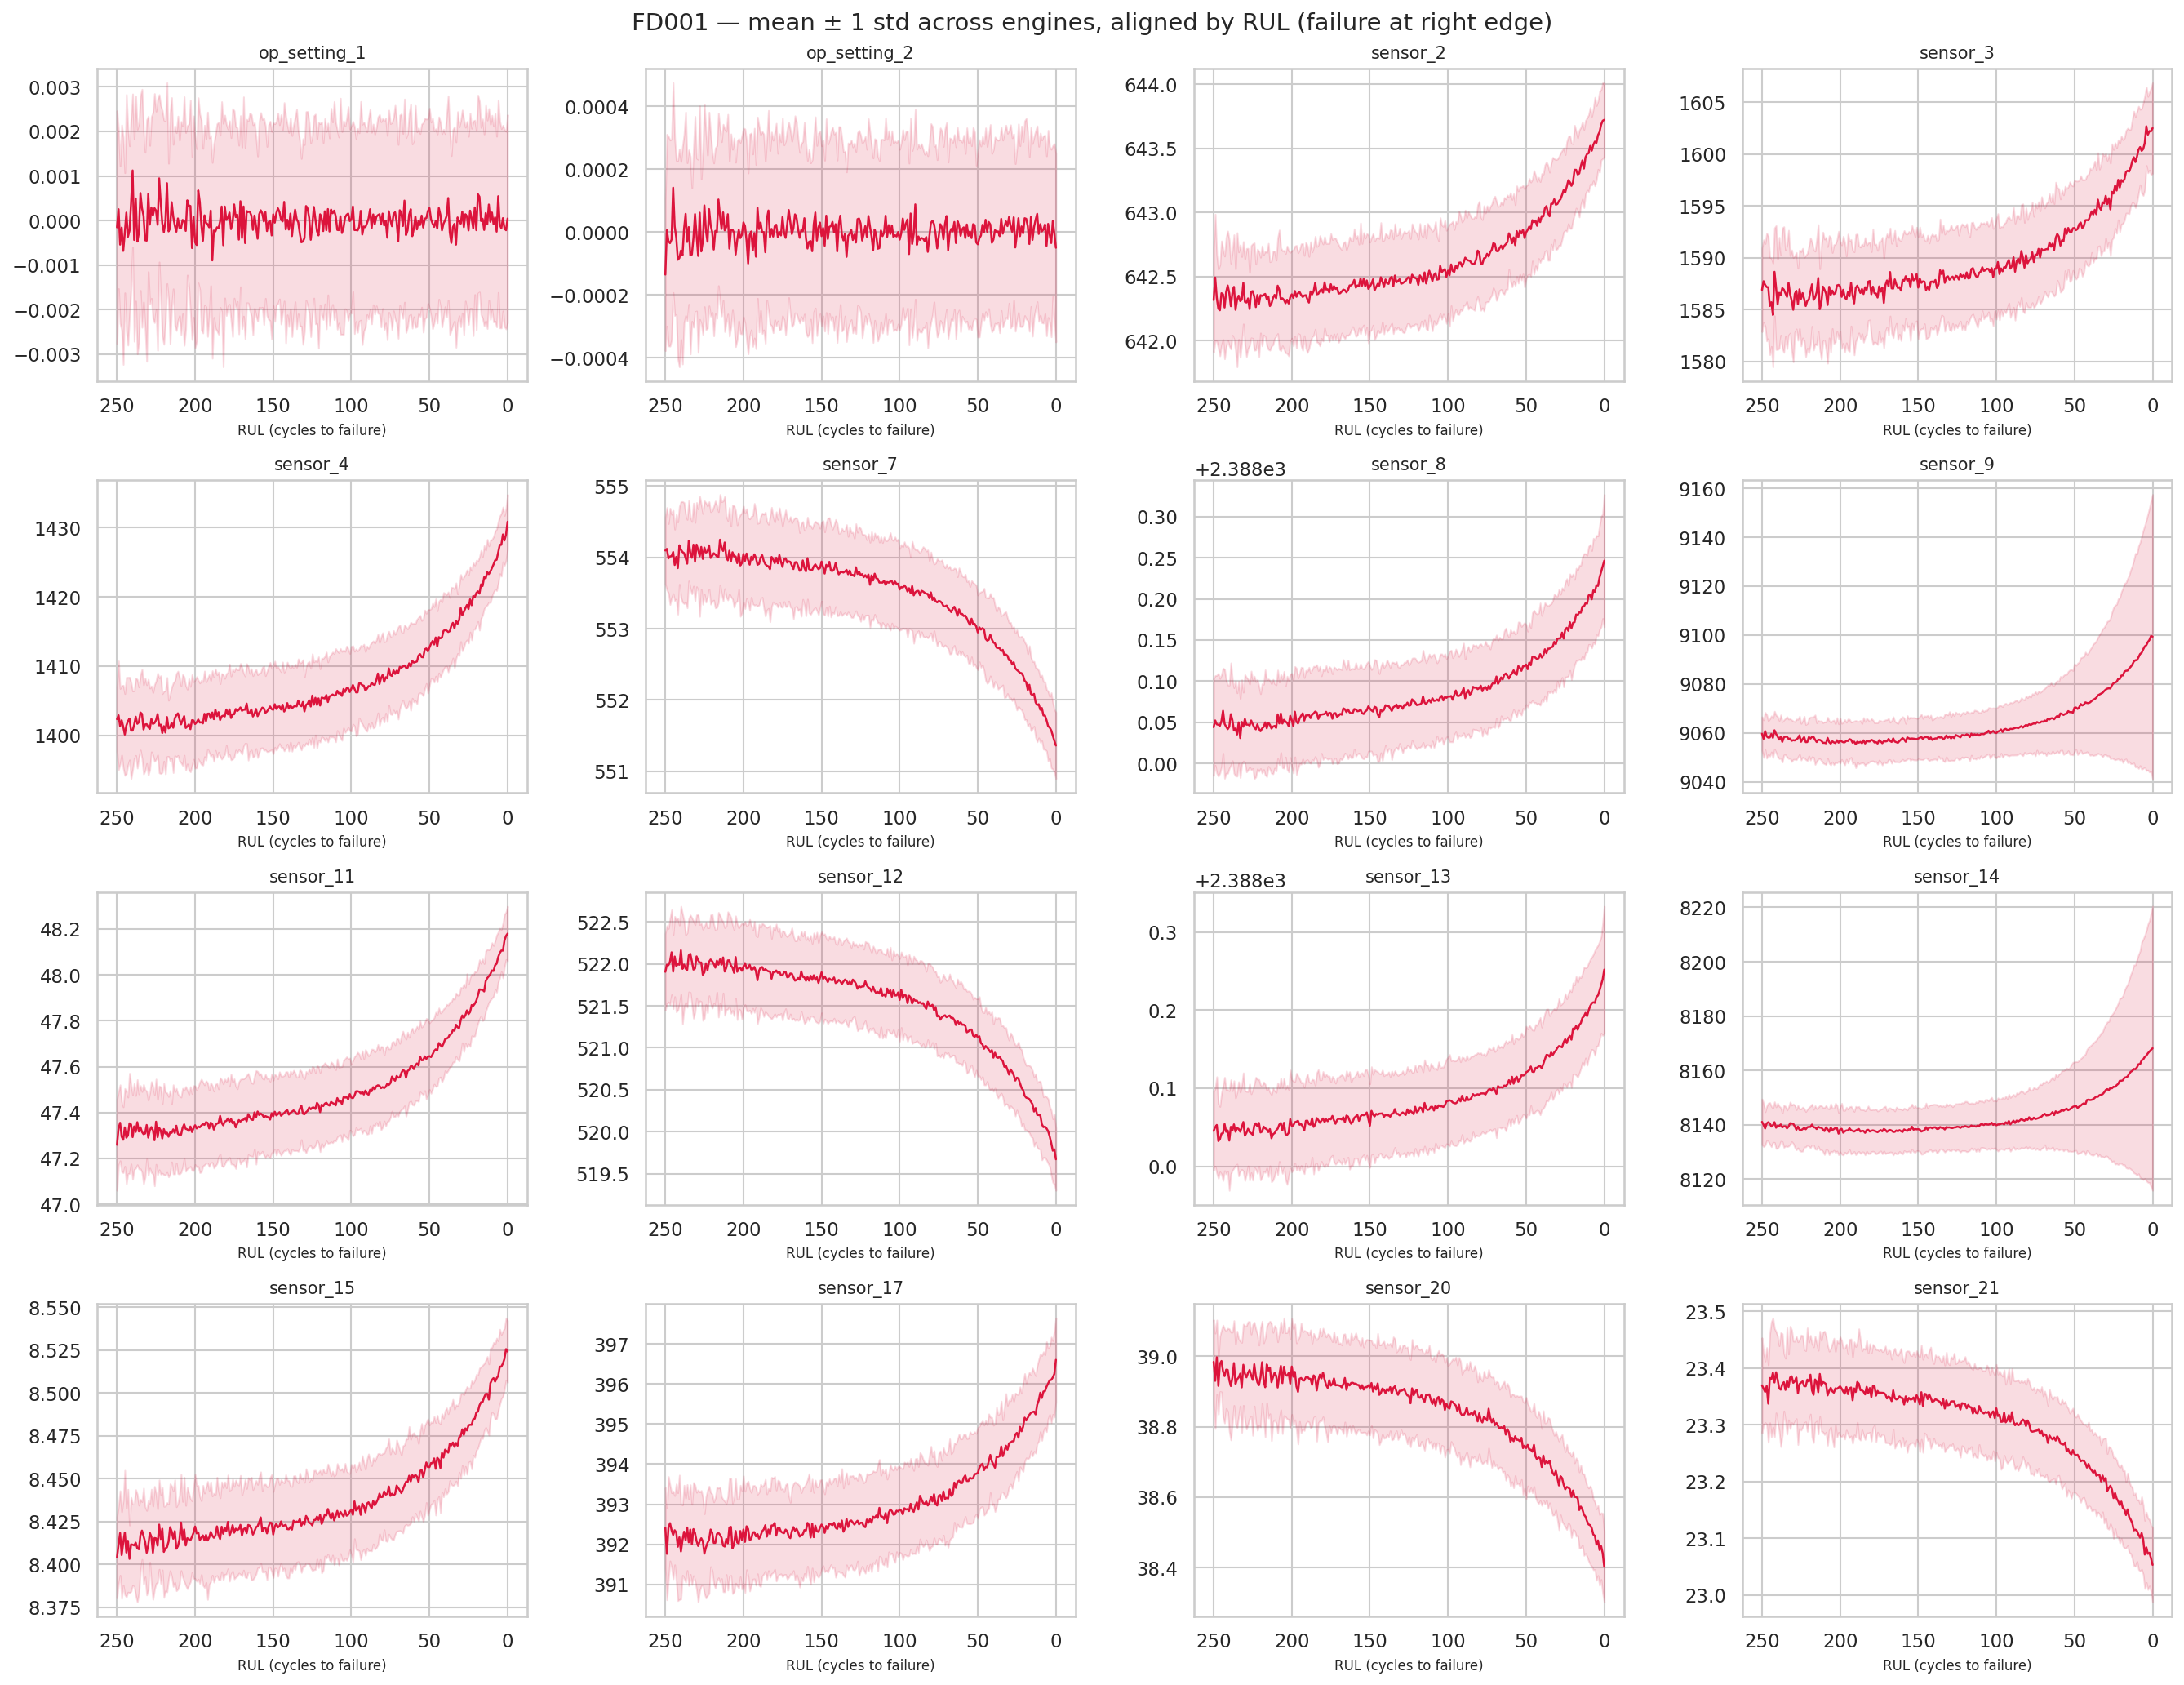 FD001 — mean ± 1 std across engines, aligned by RUL (failure at right edge)
op_setting_1
0.003
0.002
0.001
0.000
−0.001
−0.002
−0.003
250 200 150 100 50 0
RUL (cycles to failure)
op_setting_2
0.0004
0.0002
0.0000
−0.0002
−0.0004
250 200 150 100 50 0
RUL (cycles to failure)
sensor_2
644.0
643.5
643.0
642.5
642.0
250 200 150 100 50 0
RUL (cycles to failure)
sensor_3
1605
1600
1595
1590
1585
1580
250 200 150 100 50 0
RUL (cycles to failure)
sensor_4
1430
1420
1410
1400
250 200 150 100 50 0
RUL (cycles to failure)
sensor_7
555
554
553
552
551
250 200 150 100 50 0
RUL (cycles to failure)
+2.388e3
sensor_8
0.30
0.25
0.20
0.15
0.10
0.05
0.00
250 200 150 100 50 0
RUL (cycles to failure)
sensor_9
9160
9140
9120
9100
9080
9060
9040
250 200 150 100 50 0
RUL (cycles to failure)
sensor_11
48.2
48.0
47.8
47.6
47.4
47.2
47.0
250 200 150 100 50 0
RUL (cycles to failure)
sensor_12
522.5
522.0
521.5
521.0
520.5
520.0
519.5
250 200 150 100 50 0
RUL (cycles to failure)
+2.388e3
sensor_13
0.3
0.2
0.1
0.0
250 200 150 100 50 0
RUL (cycles to failure)
sensor_14
8220
8200
8180
8160
8140
8120
250 200 150 100 50 0
RUL (cycles to failure)
sensor_15
8.550
8.525
8.500
8.475
8.450
8.425
8.400
8.375
250 200 150 100 50 0
RUL (cycles to failure)
sensor_17
397
396
395
394
393
392
391
250 200 150 100 50 0
RUL (cycles to failure)
sensor_20
39.0
38.8
38.6
38.4
250 200 150 100 50 0
RUL (cycles to failure)
sensor_21
23.5
23.4
23.3
23.2
23.1
23.0
250 200 150 100 50 0
RUL (cycles to failure)